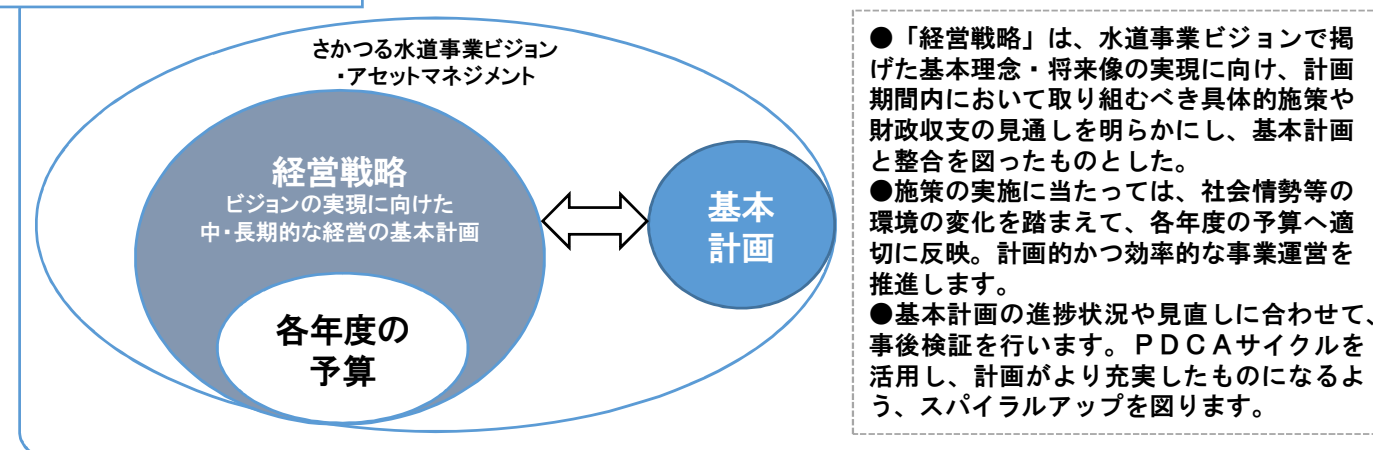 さかつる水道事業ビジョン
・アセットマネジメント
経営戦略
ビジョンの実現に向けた
中・長期的な経営の基本計画
各年度の
予算
基本
計画
●「経営戦略」は、水道事業ビジョンで掲
げた基本理念・将来像の実現に向け、計画
期間内において取り組むべき具体的施策や
財政収支の見通しを明らかにし、基本計画
と整合を図ったものとした。
●施策の実施に当たっては、社会情勢等の
環境の変化を踏まえて、各年度の予算へ適
切に反映。計画的かつ効率的な事業運営を
推進します。
●基本計画の進捗状況や見直しに合わせて、
事後検証を行います。ＰＤＣＡサイクルを
活用し、計画がより充実したものになるよ
う、スパイラルアップを図ります。